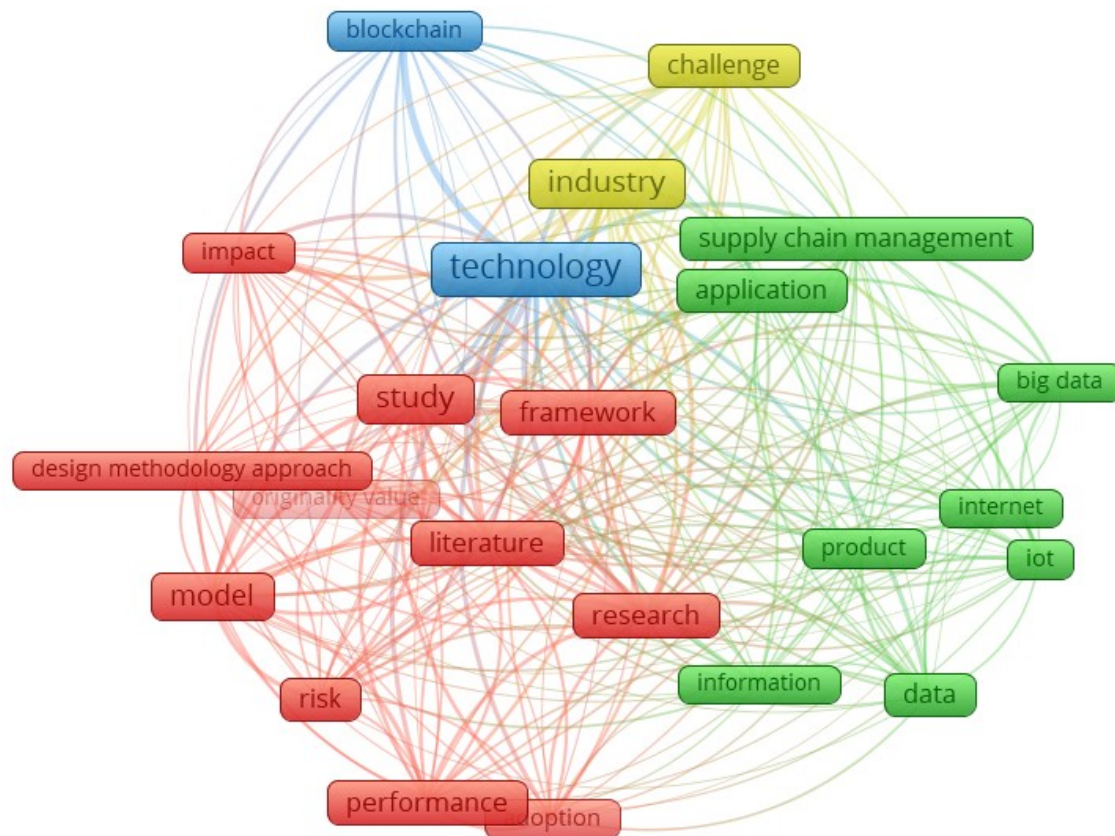 blockchain
challenge
industry
supply chain management
impact
technology
application
big data
study
framework
design methodology approach
originality value
internet
literature
product
iot
model
research
information
data
risk
performance
adoption